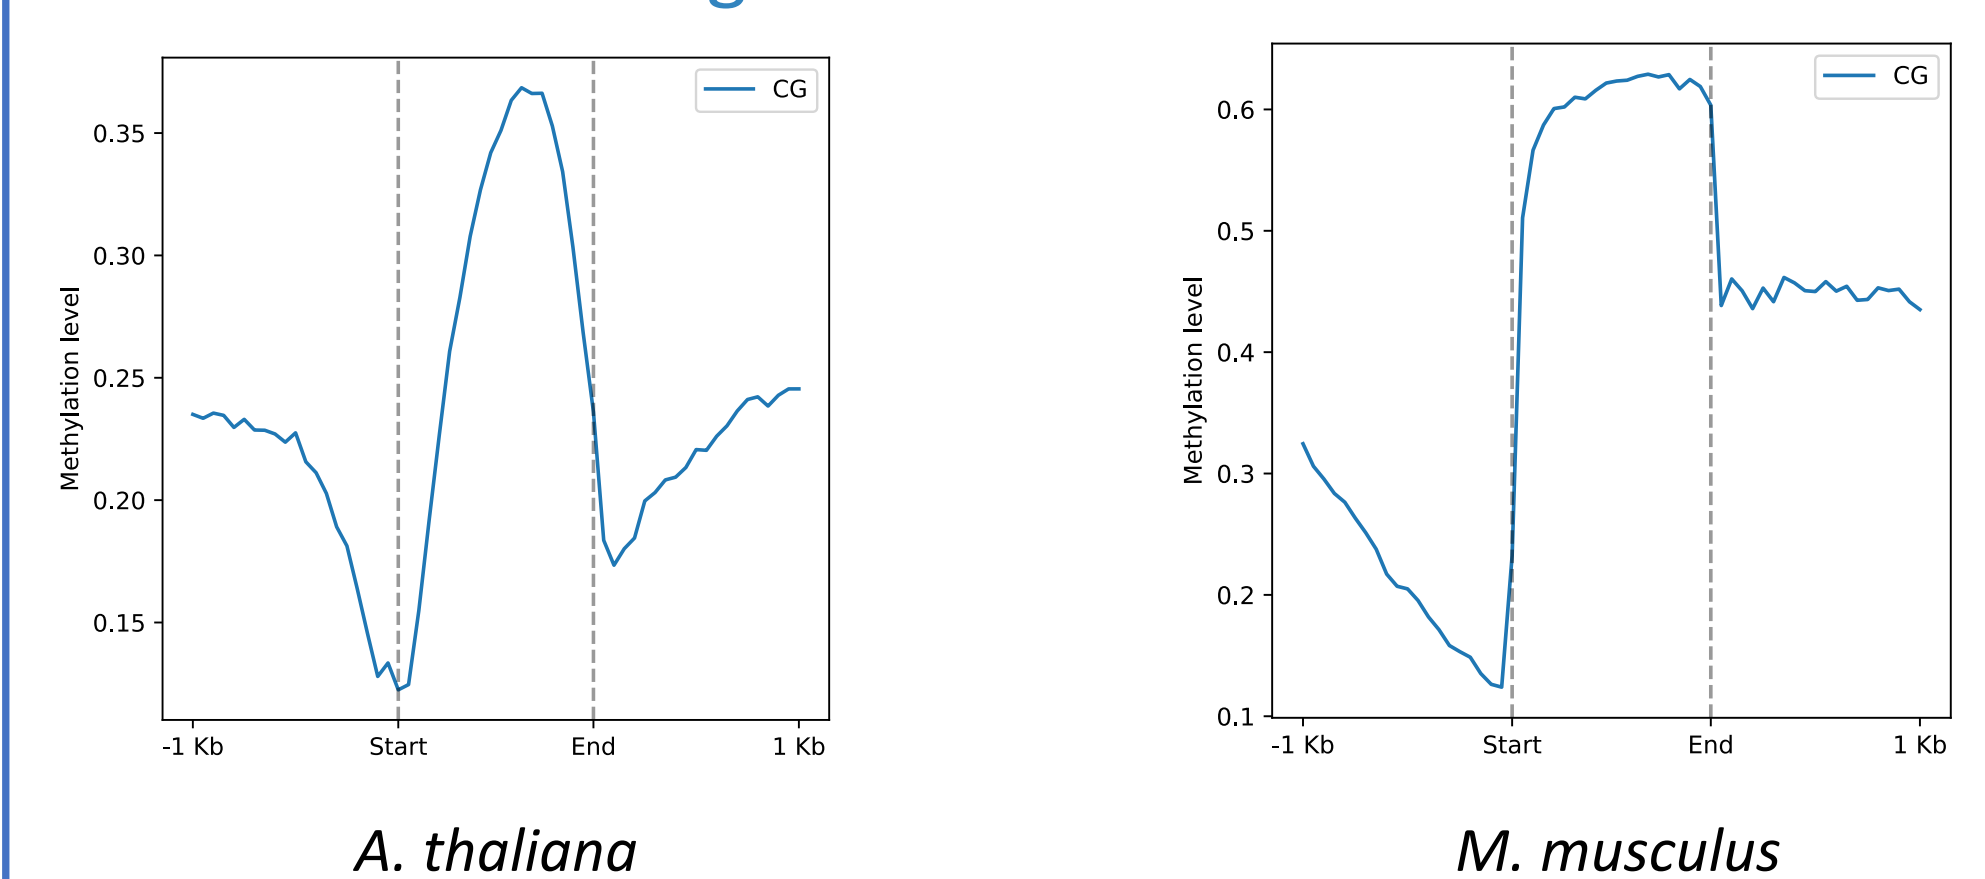 CG
0.35
0.30
0.25
0.20
0.15
Methylation level
-1 Kb Start End 1 Kb
A. thaliana
CG
0.6
0.5
0.4
0.3
0.2
0.1
Methylation level
-1 Kb Start End 1 Kb
M. musculus